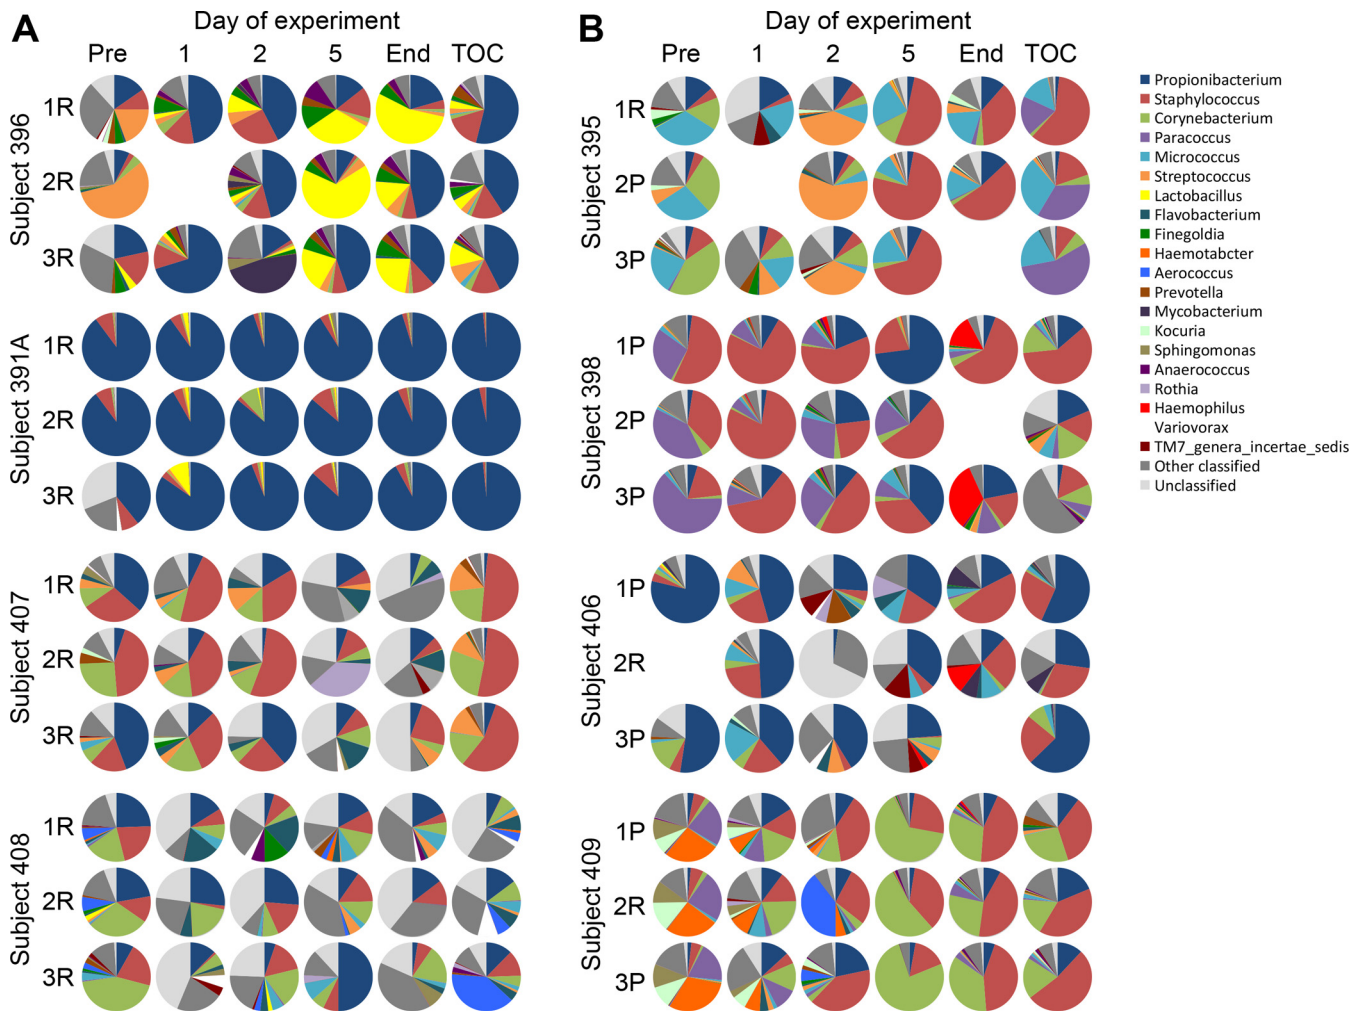 A
Day of experiment
Pre 1 2 5 End TOC
Subject 396
1R
2R
3R
Subject 391A
1R
2R
3R
Subject 407
1R
2R
3R
Subject 408
1R
2R
3R
B
Day of experiment
Pre 1 2 5 End TOC
Subject 395
1R
2P
3P
Subject 398
1P
2P
3P
Subject 406
1P
2R
3P
Subject 409
1P
2R
3P
Propionibacterium
Staphylococcus
Corynebacterium
Paracoccus
Micrococcus
Streptococcus
Lactobacillus
Flavobacterium
Finegoldia
Haemotabcter
Aerococcus
Prevotella
Mycobacterium
Kocuria
Sphingomonas
Anaerococcus
Rothia
Haemophilus
Variovorax
TM7_genera_incertae_sedis
Other classified
Unclassified